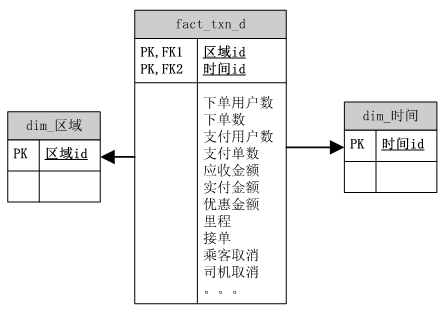 fact_txn_d
PK,FK1 区域id
PK,FK2 时间id
下单用户数
下单数
支付用户数
支付单数
应收金额
实付金额
优惠金额
里程
接单
乘客取消
司机取消
。。。
dim_区域
PK 区域id
dim_时间
PK 时间id